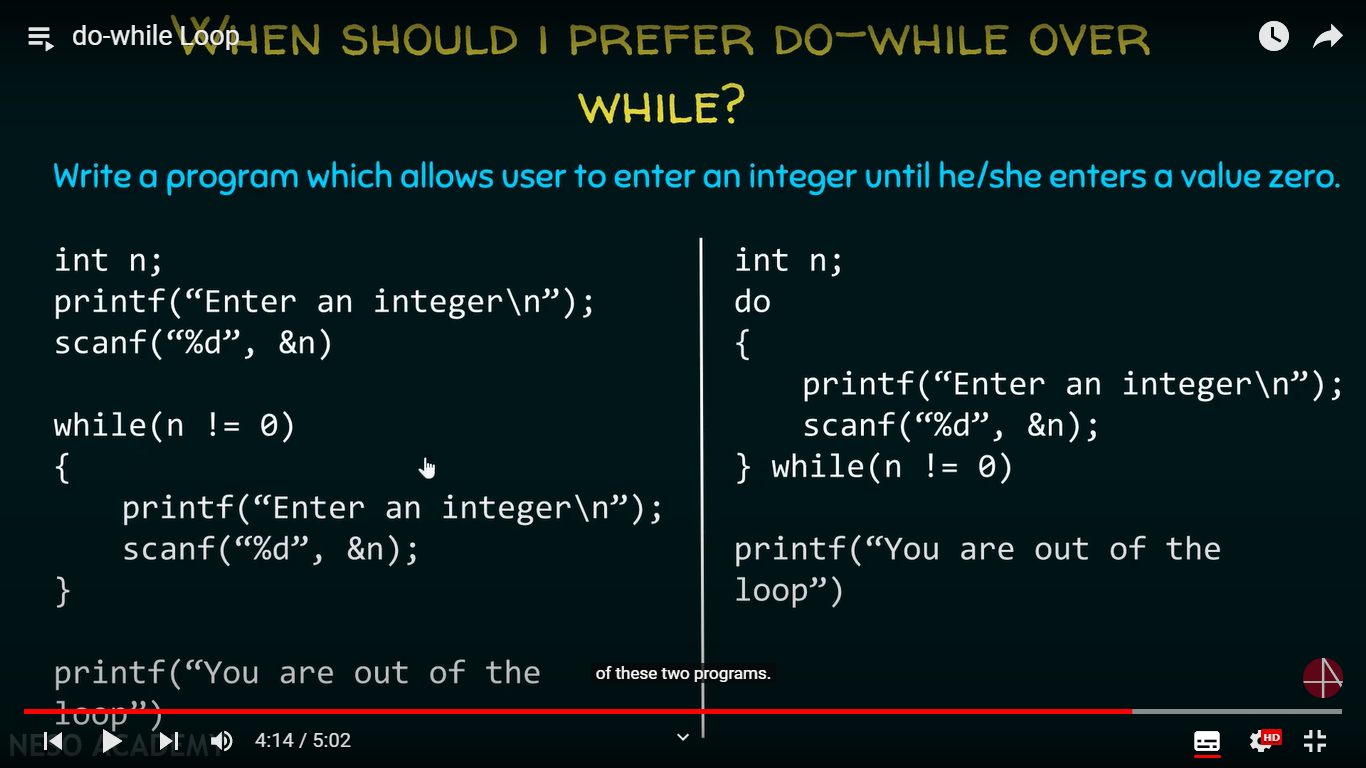 do-while Loop
WHEN SHOULD I PREFER DO-WHILE OVER
WHILE?
Write a program which allows user to enter an integer until he/she enters a value zero.
int n;
printf(“Enter an integer\n”);
scanf(“%d”, &n)
while(n != 0)
{
printf(“Enter an integer\n”);
scanf(“%d”, &n);
}
printf(“You are out of the
loop”)
int n;
do
{
printf(“Enter an integer\n”);
scanf(“%d”, &n);
} while(n != 0)
printf(“You are out of the
loop”)
of these two programs.
NESO ACADEMY
4:14 / 5:02
HD